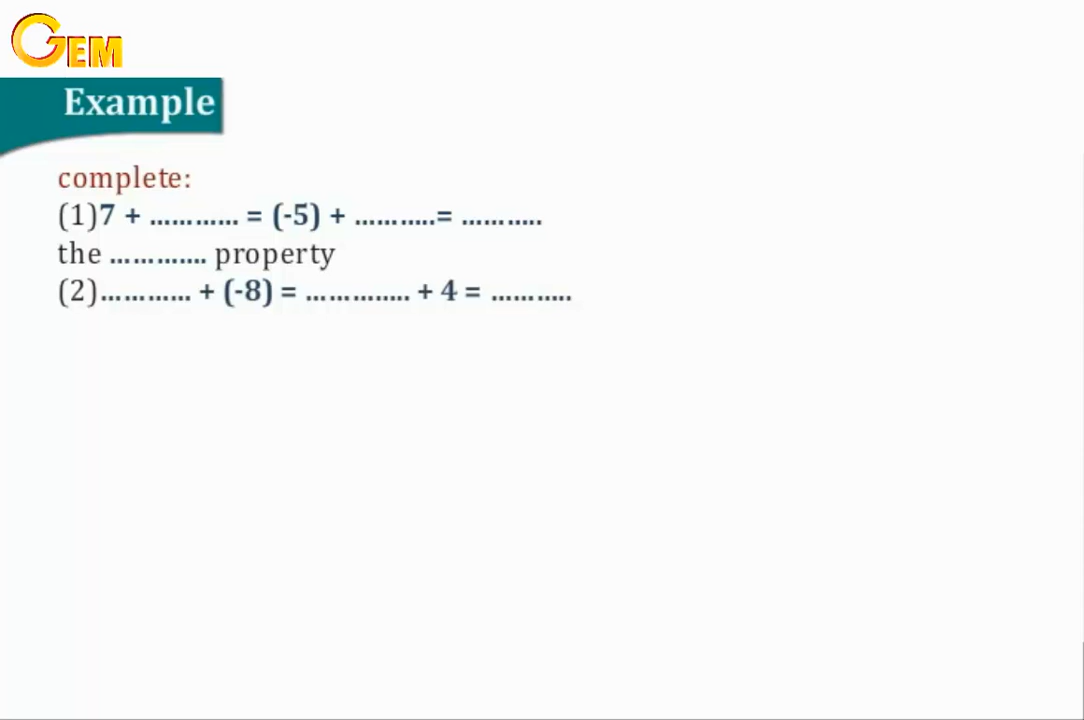 GEM
Example
complete:
(1)7 + ………… = (-5) + ………..= ………..
the …………. property
(2)………… + (-8) = ………….. + 4 = ………..